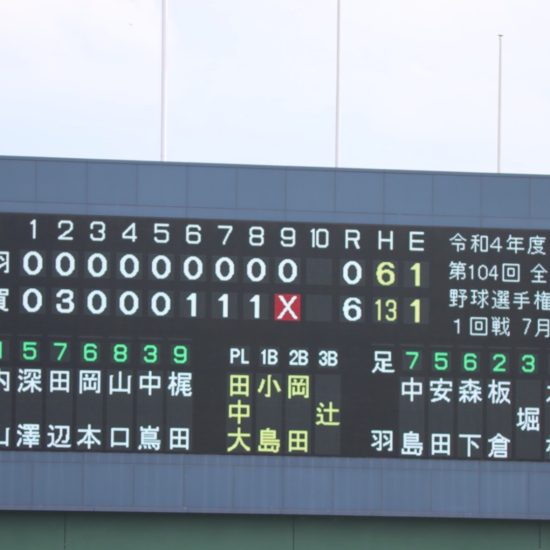 1 2 3 4 5 6 7 8 9 10 R H E
羽 0 0 0 0 0 0 0 0 0 0 6 1
賀 0 3 0 0 0 0 1 1 1 X 6 13 1
令和4年度
第104回 全
野球選手権
1回戦 7月
5 7 6 8 3 9
内山 深澤 田辺 岡本 山口 中嶌 梶田
PL 1B 2B 3B
田中大 小島 岡田 辻
足羽
7 5 6 2 3
中島 安田 森下 板倉 堀